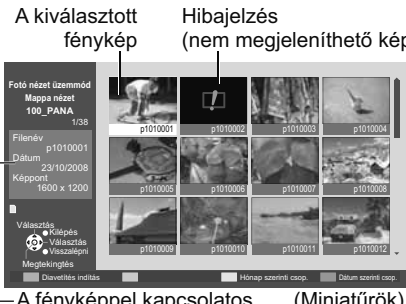 A kiválasztott
fénykép
Hibajelzés
(nem megjeleníthető kép
Fotó nézet üzemmód
Mappa nézet
100_PANA
1/38
Filenév
p1010001
Dátum
23/10/2008
Képpont
1600 x 1200
Választás
Kilépés
Választás
Visszalépni
Megtekingtés
p1010001
p1010002
p1010003
p1010004
p1010005
p1010006
p1010007
p1010008
p1010009
p1010010
p1010011
p1010012
Diavetítés indítás
Hónap szerinti csop.
Dátum szerinti csop.
A fényképpel kapcsolatos
(Miniatűrök)